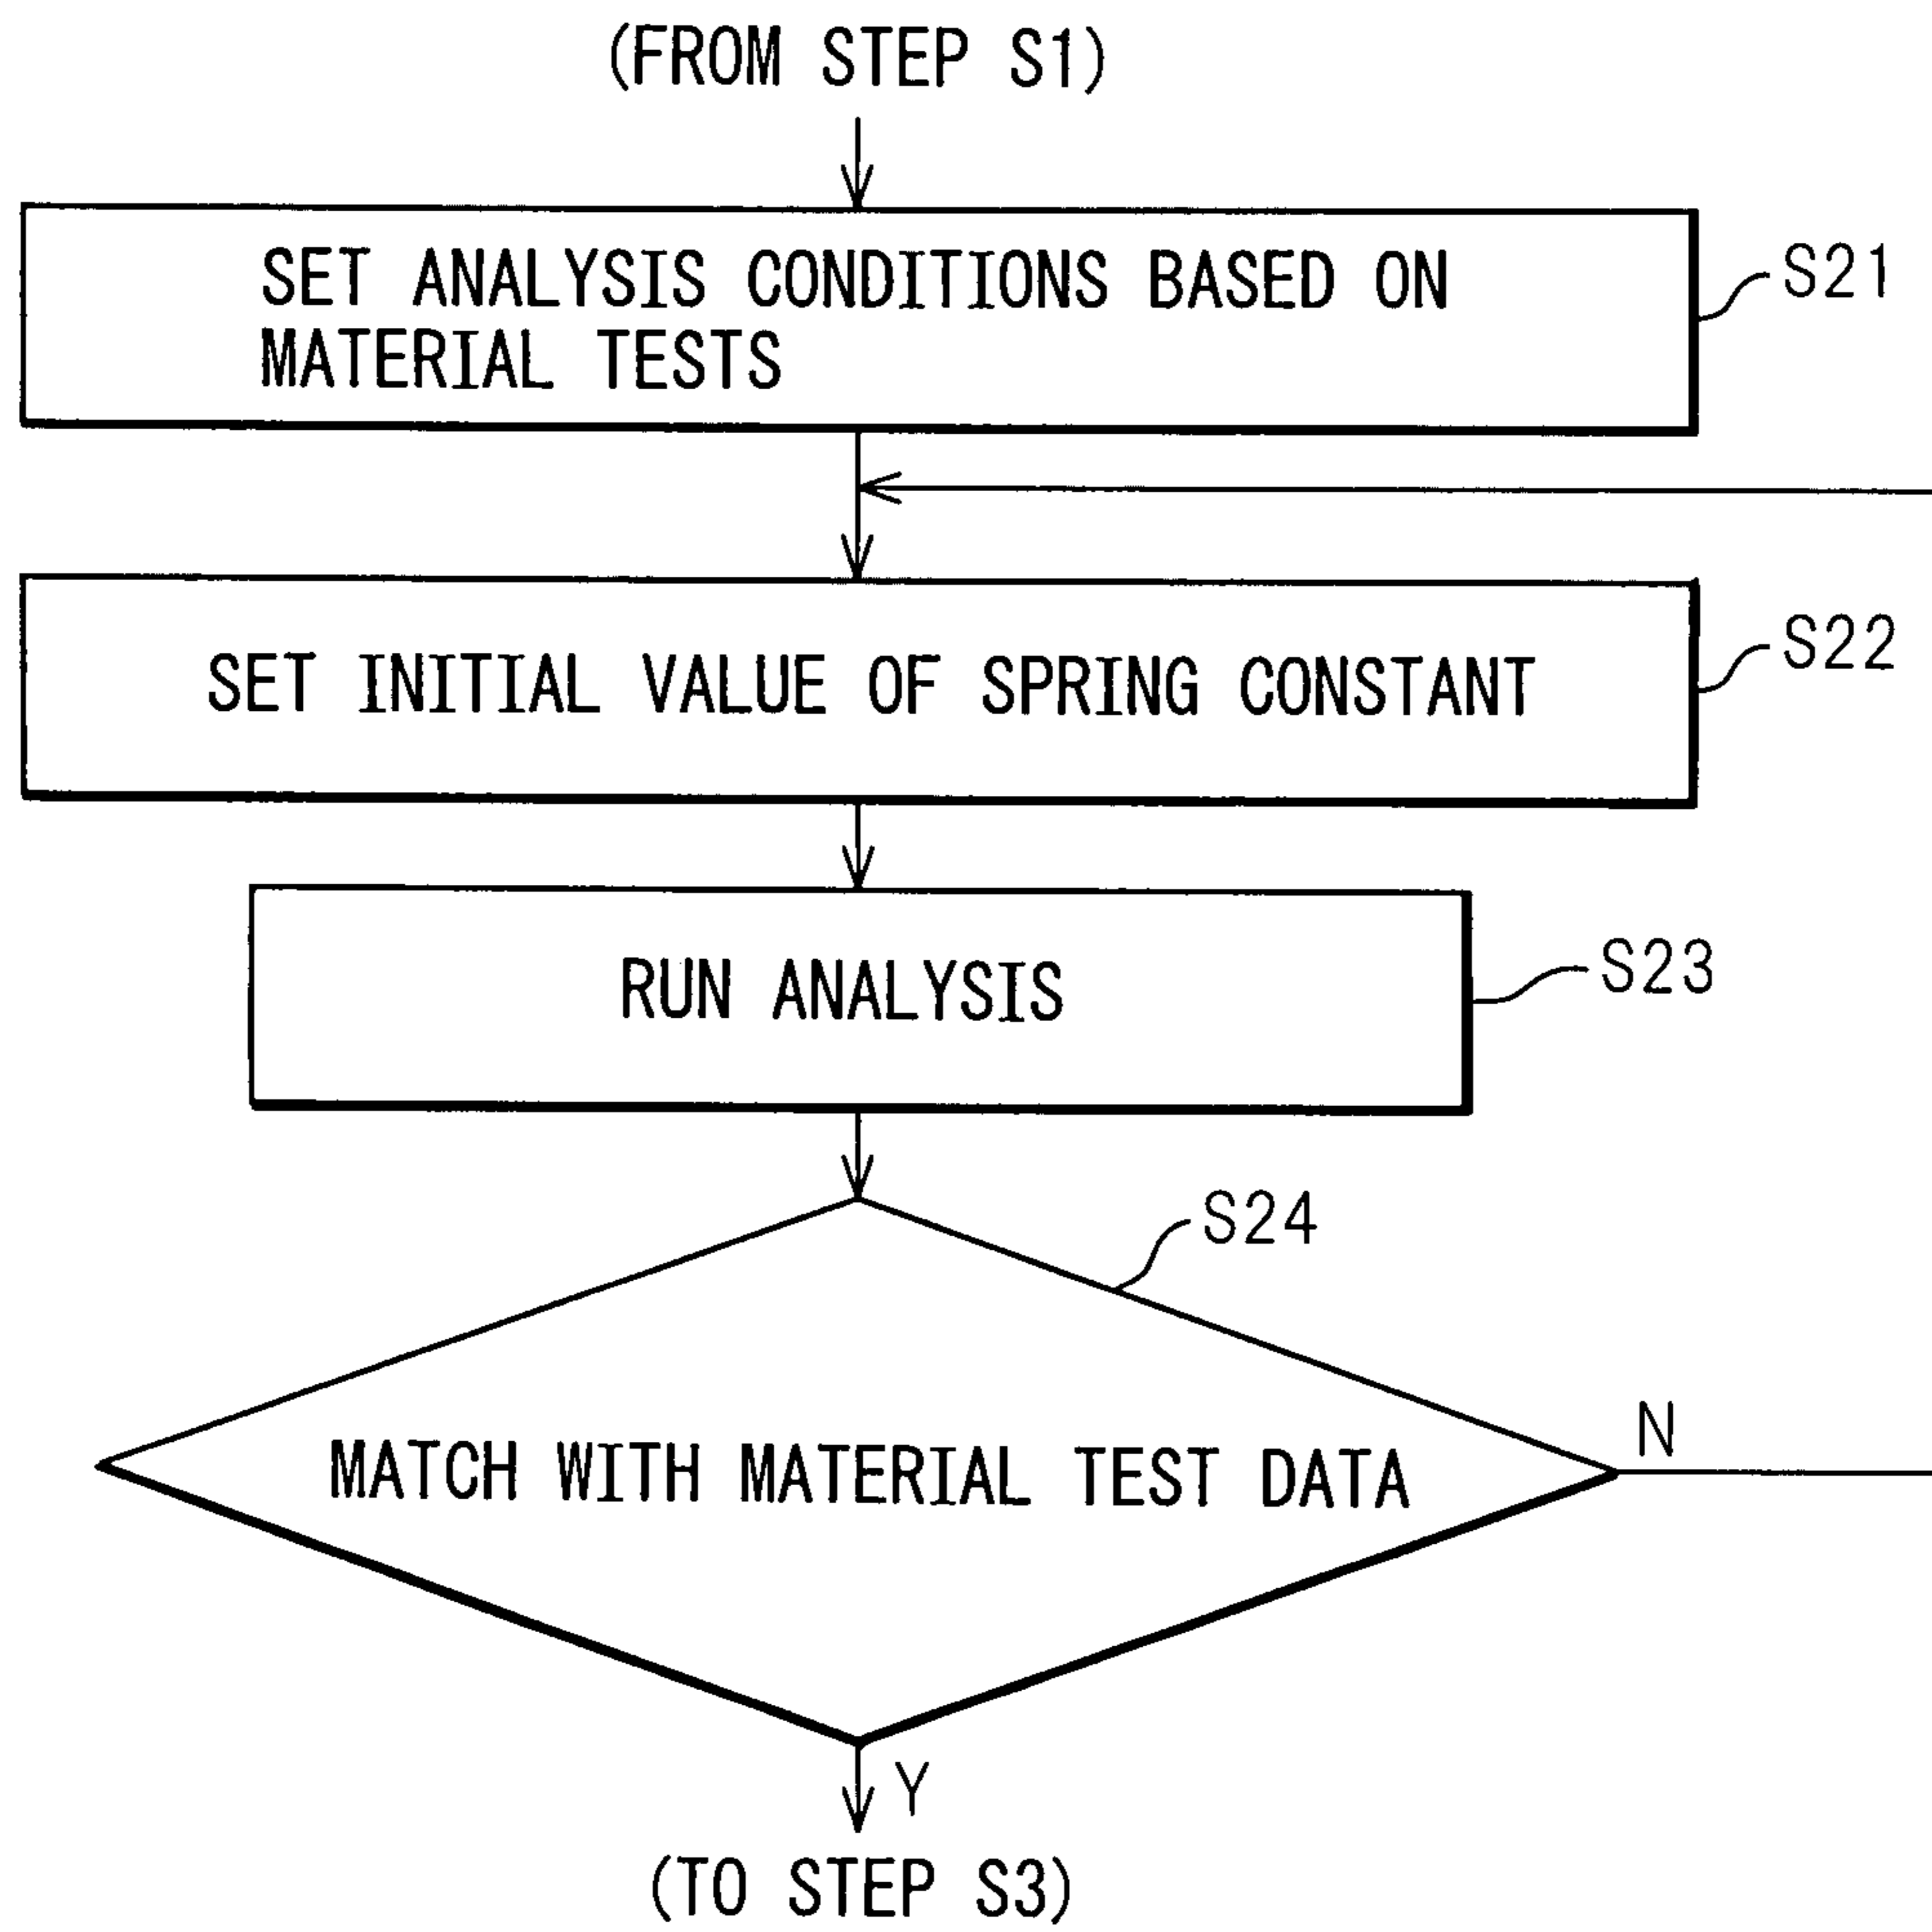 (FROM STEP S1)
SET ANALYSIS CONDITIONS BASED ON
MATERIAL TESTS
S21
SET INITIAL VALUE OF SPRING CONSTANT
S22
RUN ANALYSIS
S23
S24
MATCH WITH MATERIAL TEST DATA
N
Y
(TO STEP S3)